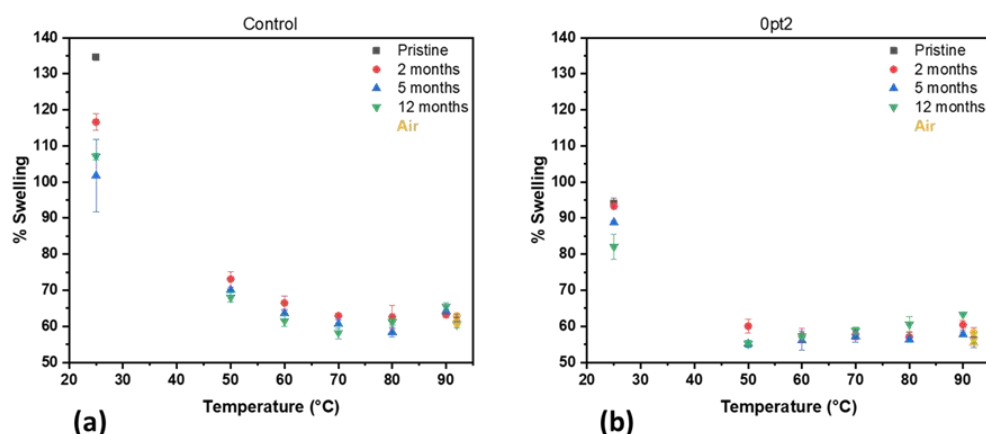 Control
% Swelling
140
130
120
110
100
90
80
70
60
50
20 30 40 50 60 70 80 90
Temperature (°C)
Pristine
2 months
5 months
12 months
Air
(a)
0pt2
% Swelling
140
130
120
110
100
90
80
70
60
50
20 30 40 50 60 70 80 90
Temperature (°C)
Pristine
2 months
5 months
12 months
Air
(b)